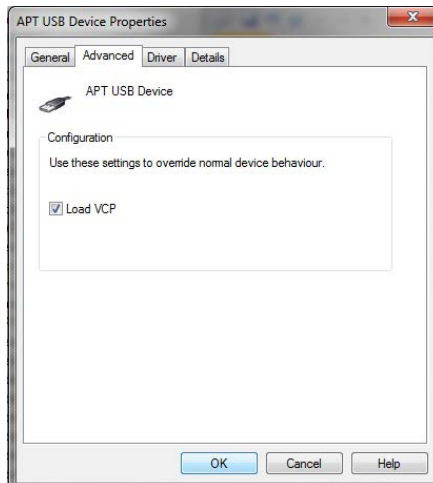 APT USB Device Properties
General Advanced Driver Details
APT USB Device
Configuration
Use these settings to override normal device behaviour.
Load VCP
OK Cancel Help